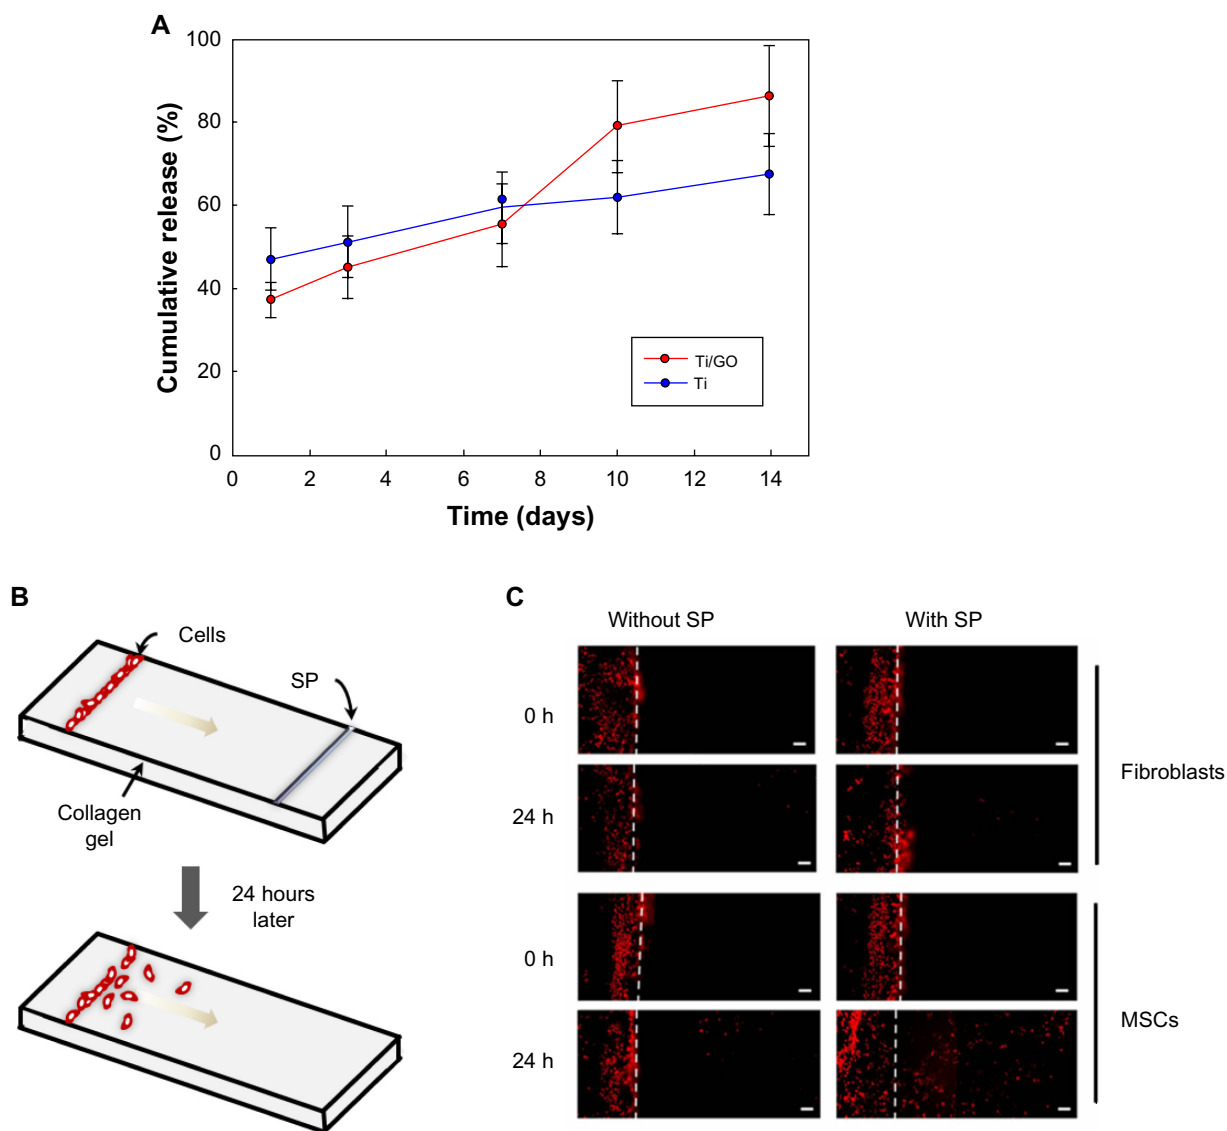 A
100
80
60
40
20
0
0 2 4 6 8 10 12 14
Cumulative release (%)
Time (days)
Ti/GO
Ti
B
Cells
SP
Collagen
gel
24 hours
later
C
Without SP
With SP
0 h
24 h
Fibroblasts
0 h
24 h
MSCs